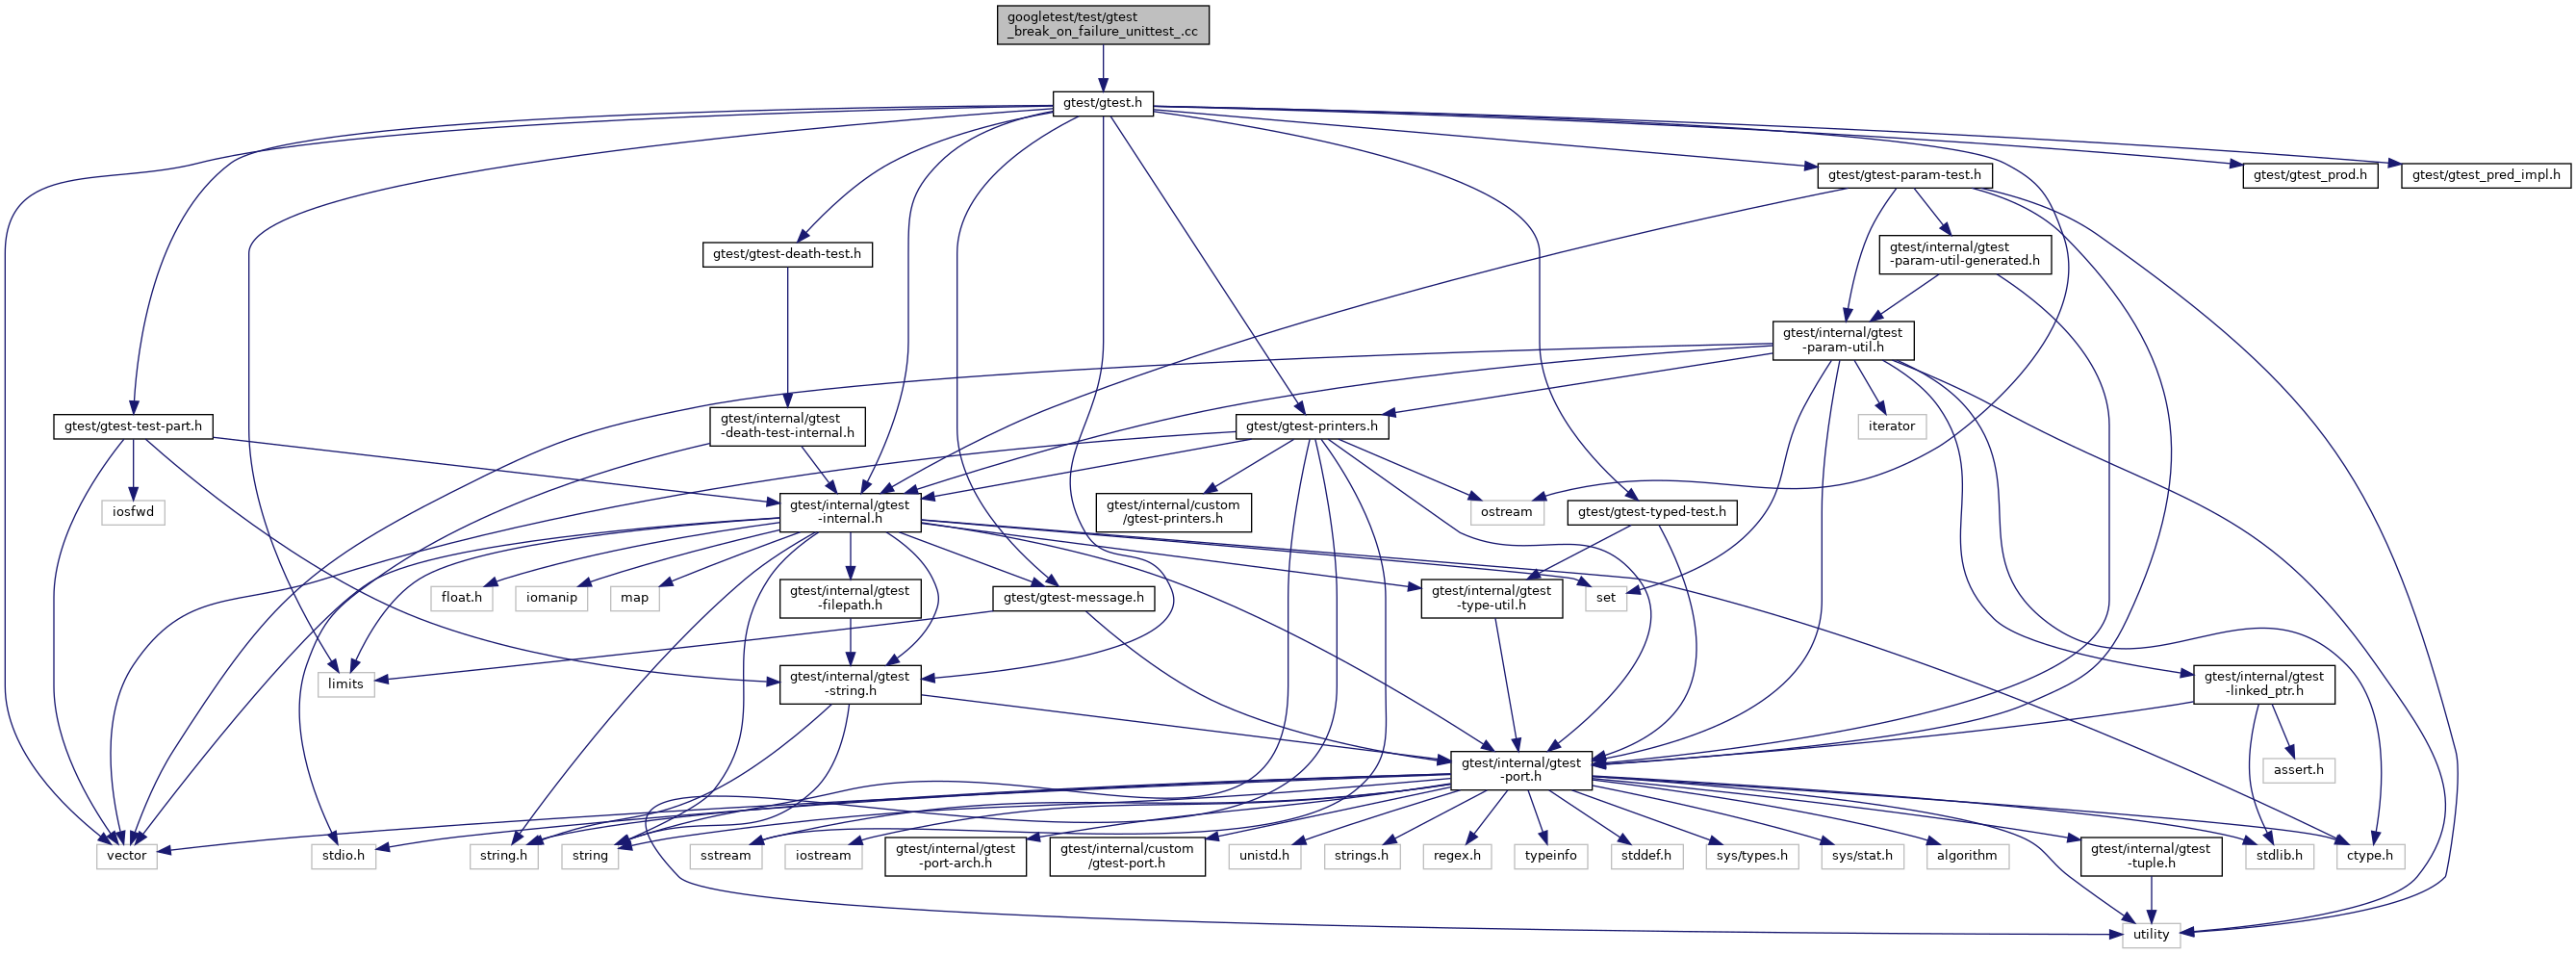 googletest/test/gtest
_break_on_failure_unittest_.cc
gtest/gtest.h
gtest/gtest-param-test.h
gtest/gtest_prod.h
gtest/gtest_pred_impl.h
gtest/gtest-death-test.h
gtest/internal/gtest
-param-util-generated.h
gtest/internal/gtest
-param-util.h
gtest/gtest-test-part.h
gtest/internal/gtest
-death-test-internal.h
gtest/gtest-printers.h
iterator
iosfwd
gtest/internal/gtest
-internal.h
gtest/internal/custom
/gtest-printers.h
ostream
gtest/gtest-typed-test.h
float.h
iomanip
map
gtest/internal/gtest
-filepath.h
gtest/gtest-message.h
gtest/internal/gtest
-type-util.h
set
limits
gtest/internal/gtest
-string.h
gtest/internal/gtest
-linked_ptr.h
gtest/internal/gtest
-port.h
assert.h
vector
stdio.h
string.h
string
sstream
iostream
gtest/internal/gtest
-port-arch.h
gtest/internal/custom
/gtest-port.h
unistd.h
strings.h
regex.h
typeinfo
stddef.h
sys/types.h
sys/stat.h
algorithm
gtest/internal/gtest
-tuple.h
stdlib.h
ctype.h
utility